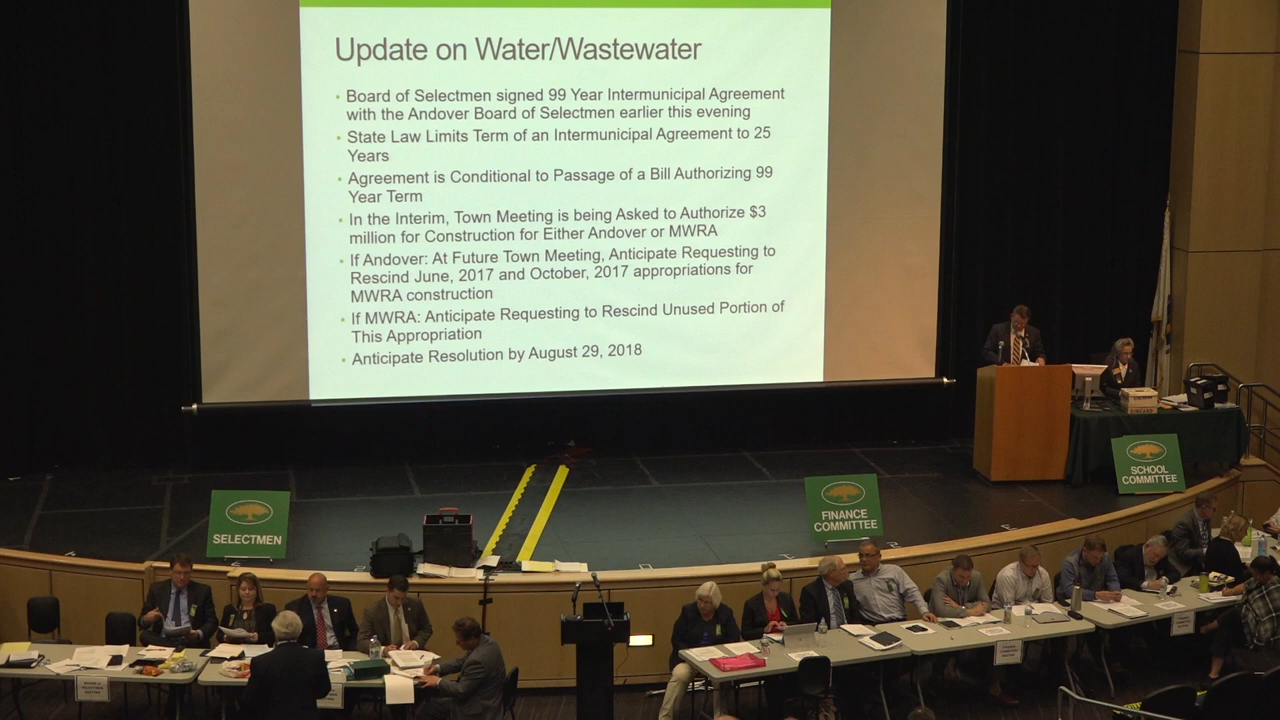 Update on Water/Wastewater
• Board of Selectmen signed 99 Year Intermunicipal Agreement
with the Andover Board of Selectmen earlier this evening
• State Law Limits Term of an Intermunicipal Agreement to 25
Years
• Agreement is Conditional to Passage of a Bill Authorizing 99
Year Term
• In the Interim, Town Meeting is being Asked to Authorize $3
million for Construction for Either Andover or MWRA
• If Andover: At Future Town Meeting, Anticipate Requesting to
Rescind June, 2017 and October, 2017 appropriations for
MWRA construction
• If MWRA: Anticipate Requesting to Rescind Unused Portion of
This Appropriation
• Anticipate Resolution by August 29, 2018
SELECTMEN
FINANCE
COMMITTEE
SCHOOL
COMMITTEE